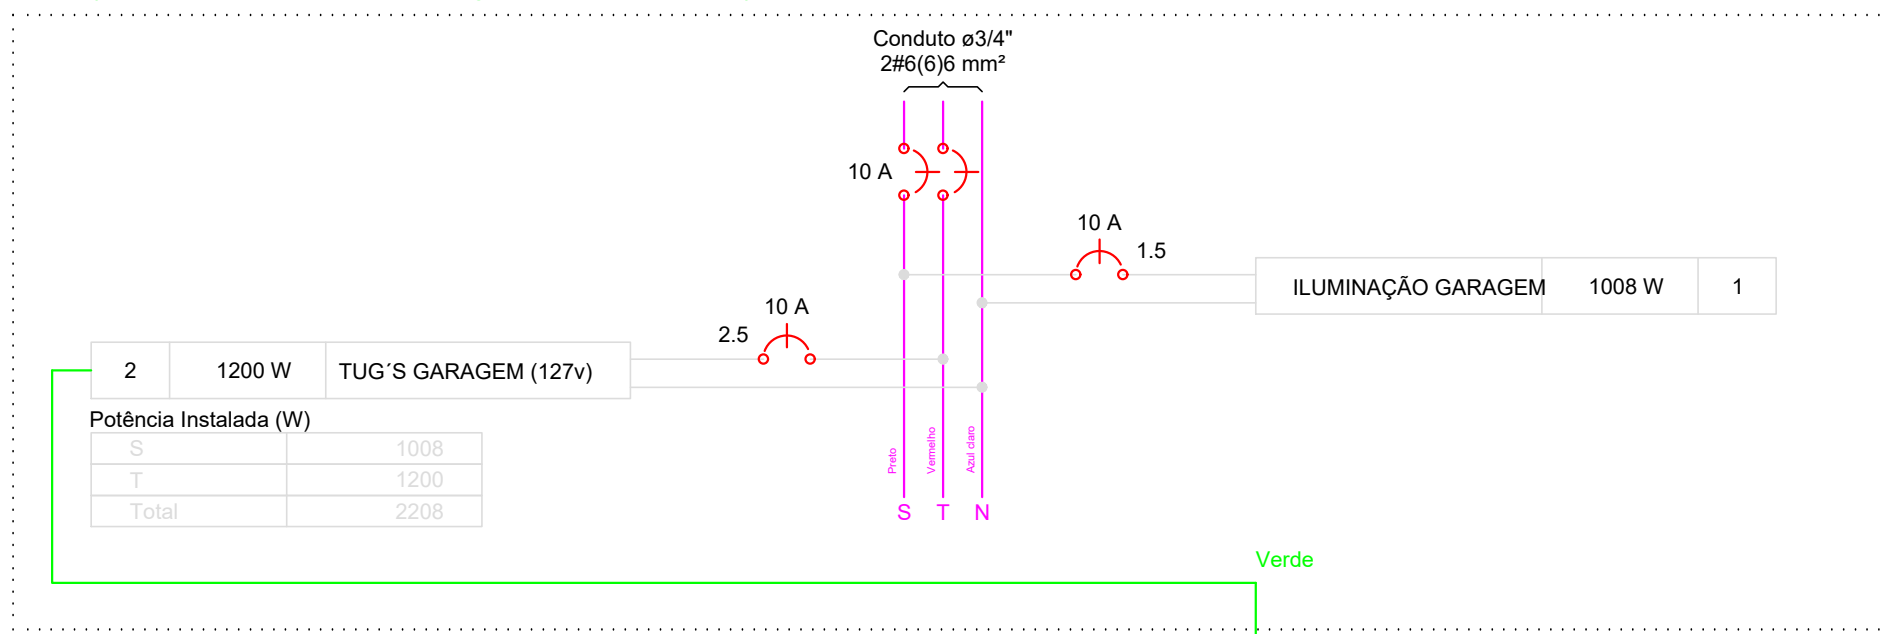 Conduto ø3/4"
2#6(6)6 mm²
10 A
10 A
1.5
ILUMINAÇÃO GARAGEM 1008 W 1
10 A
2.5
2 1200 W TUG´S GARAGEM (127v)
Potência Instalada (W)
S 1008
T 1200
Total 2208
Preto
Vermelho
Azul claro
S T N
Verde